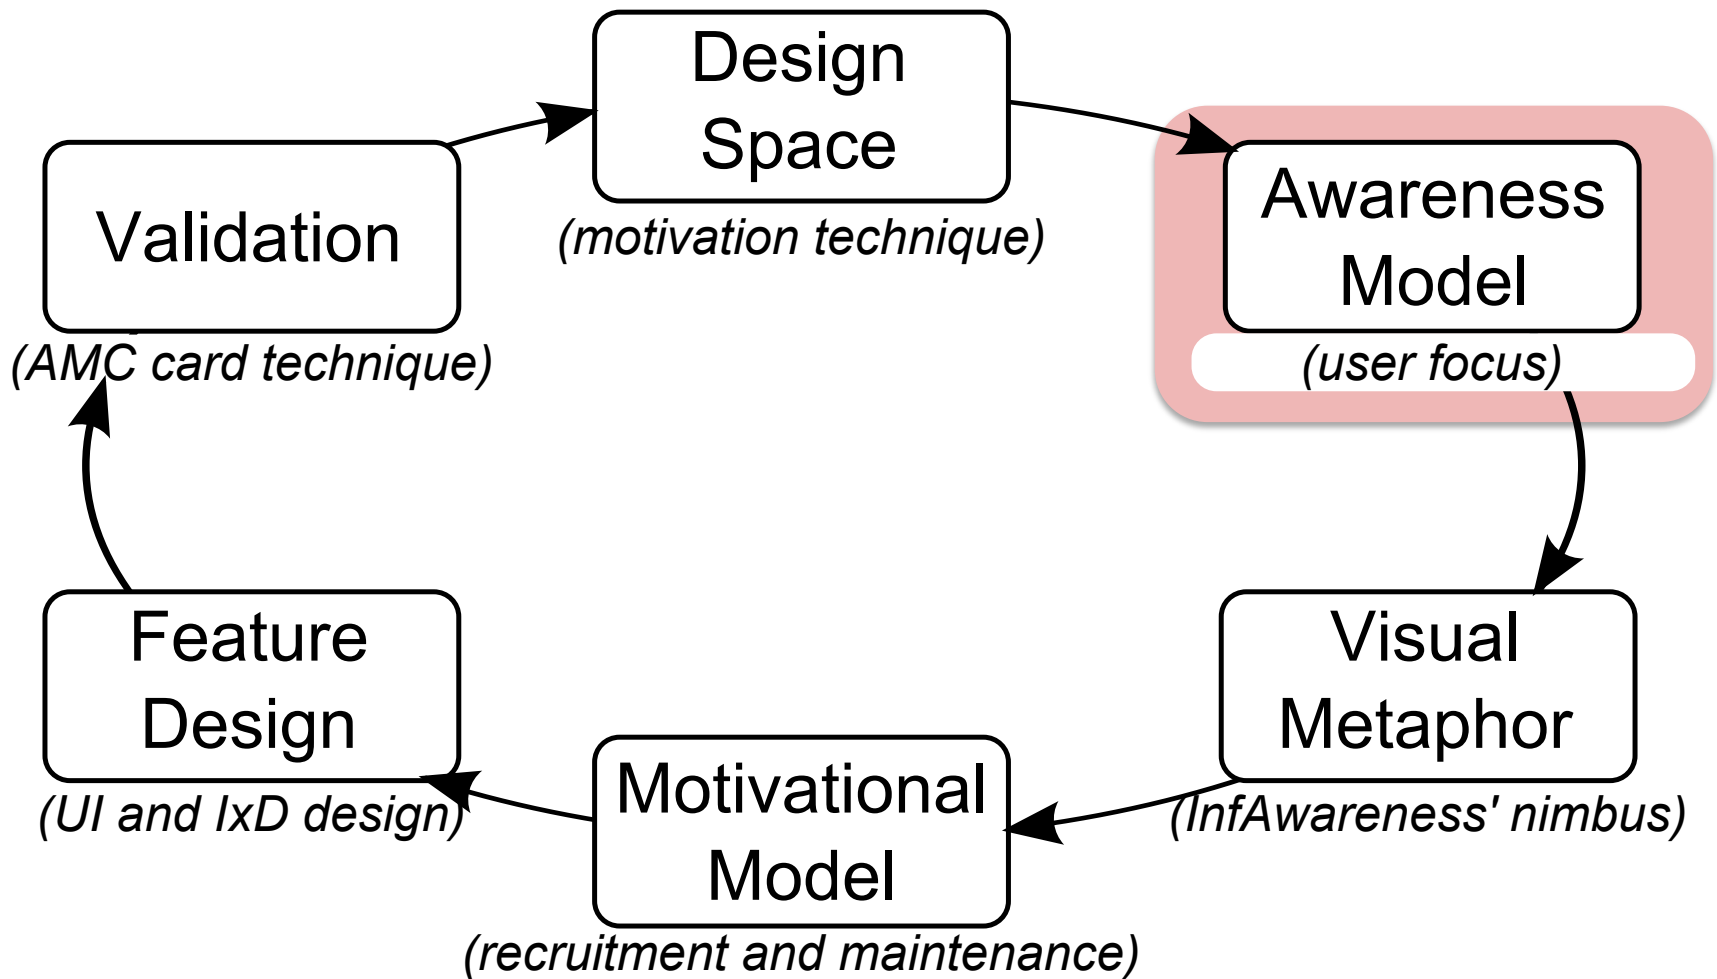 Design
Space
(motivation technique)
Awareness
Model
(user focus)
Visual
Metaphor
(InfAwareness' nimbus)
Motivational
Model
(recruitment and maintenance)
Feature
Design
(UI and IxD design)
Validation
(AMC card technique)